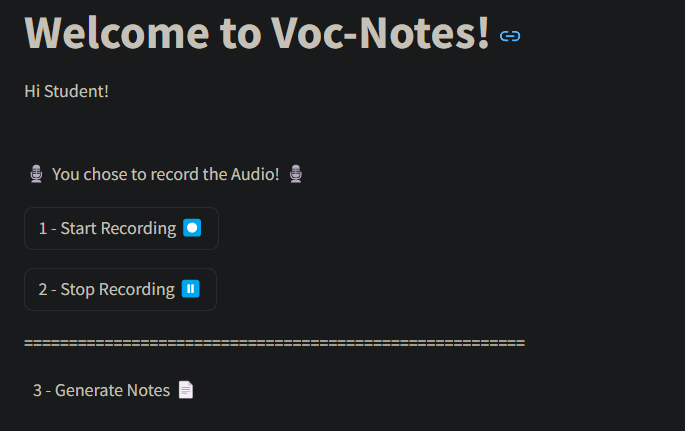 Welcome to Voc-Notes!
Hi Student!
🎙️ You chose to record the Audio! 🎙️
1 - Start Recording ⏺️
2 - Stop Recording ⏸️
========================================================
3 - Generate Notes 📄